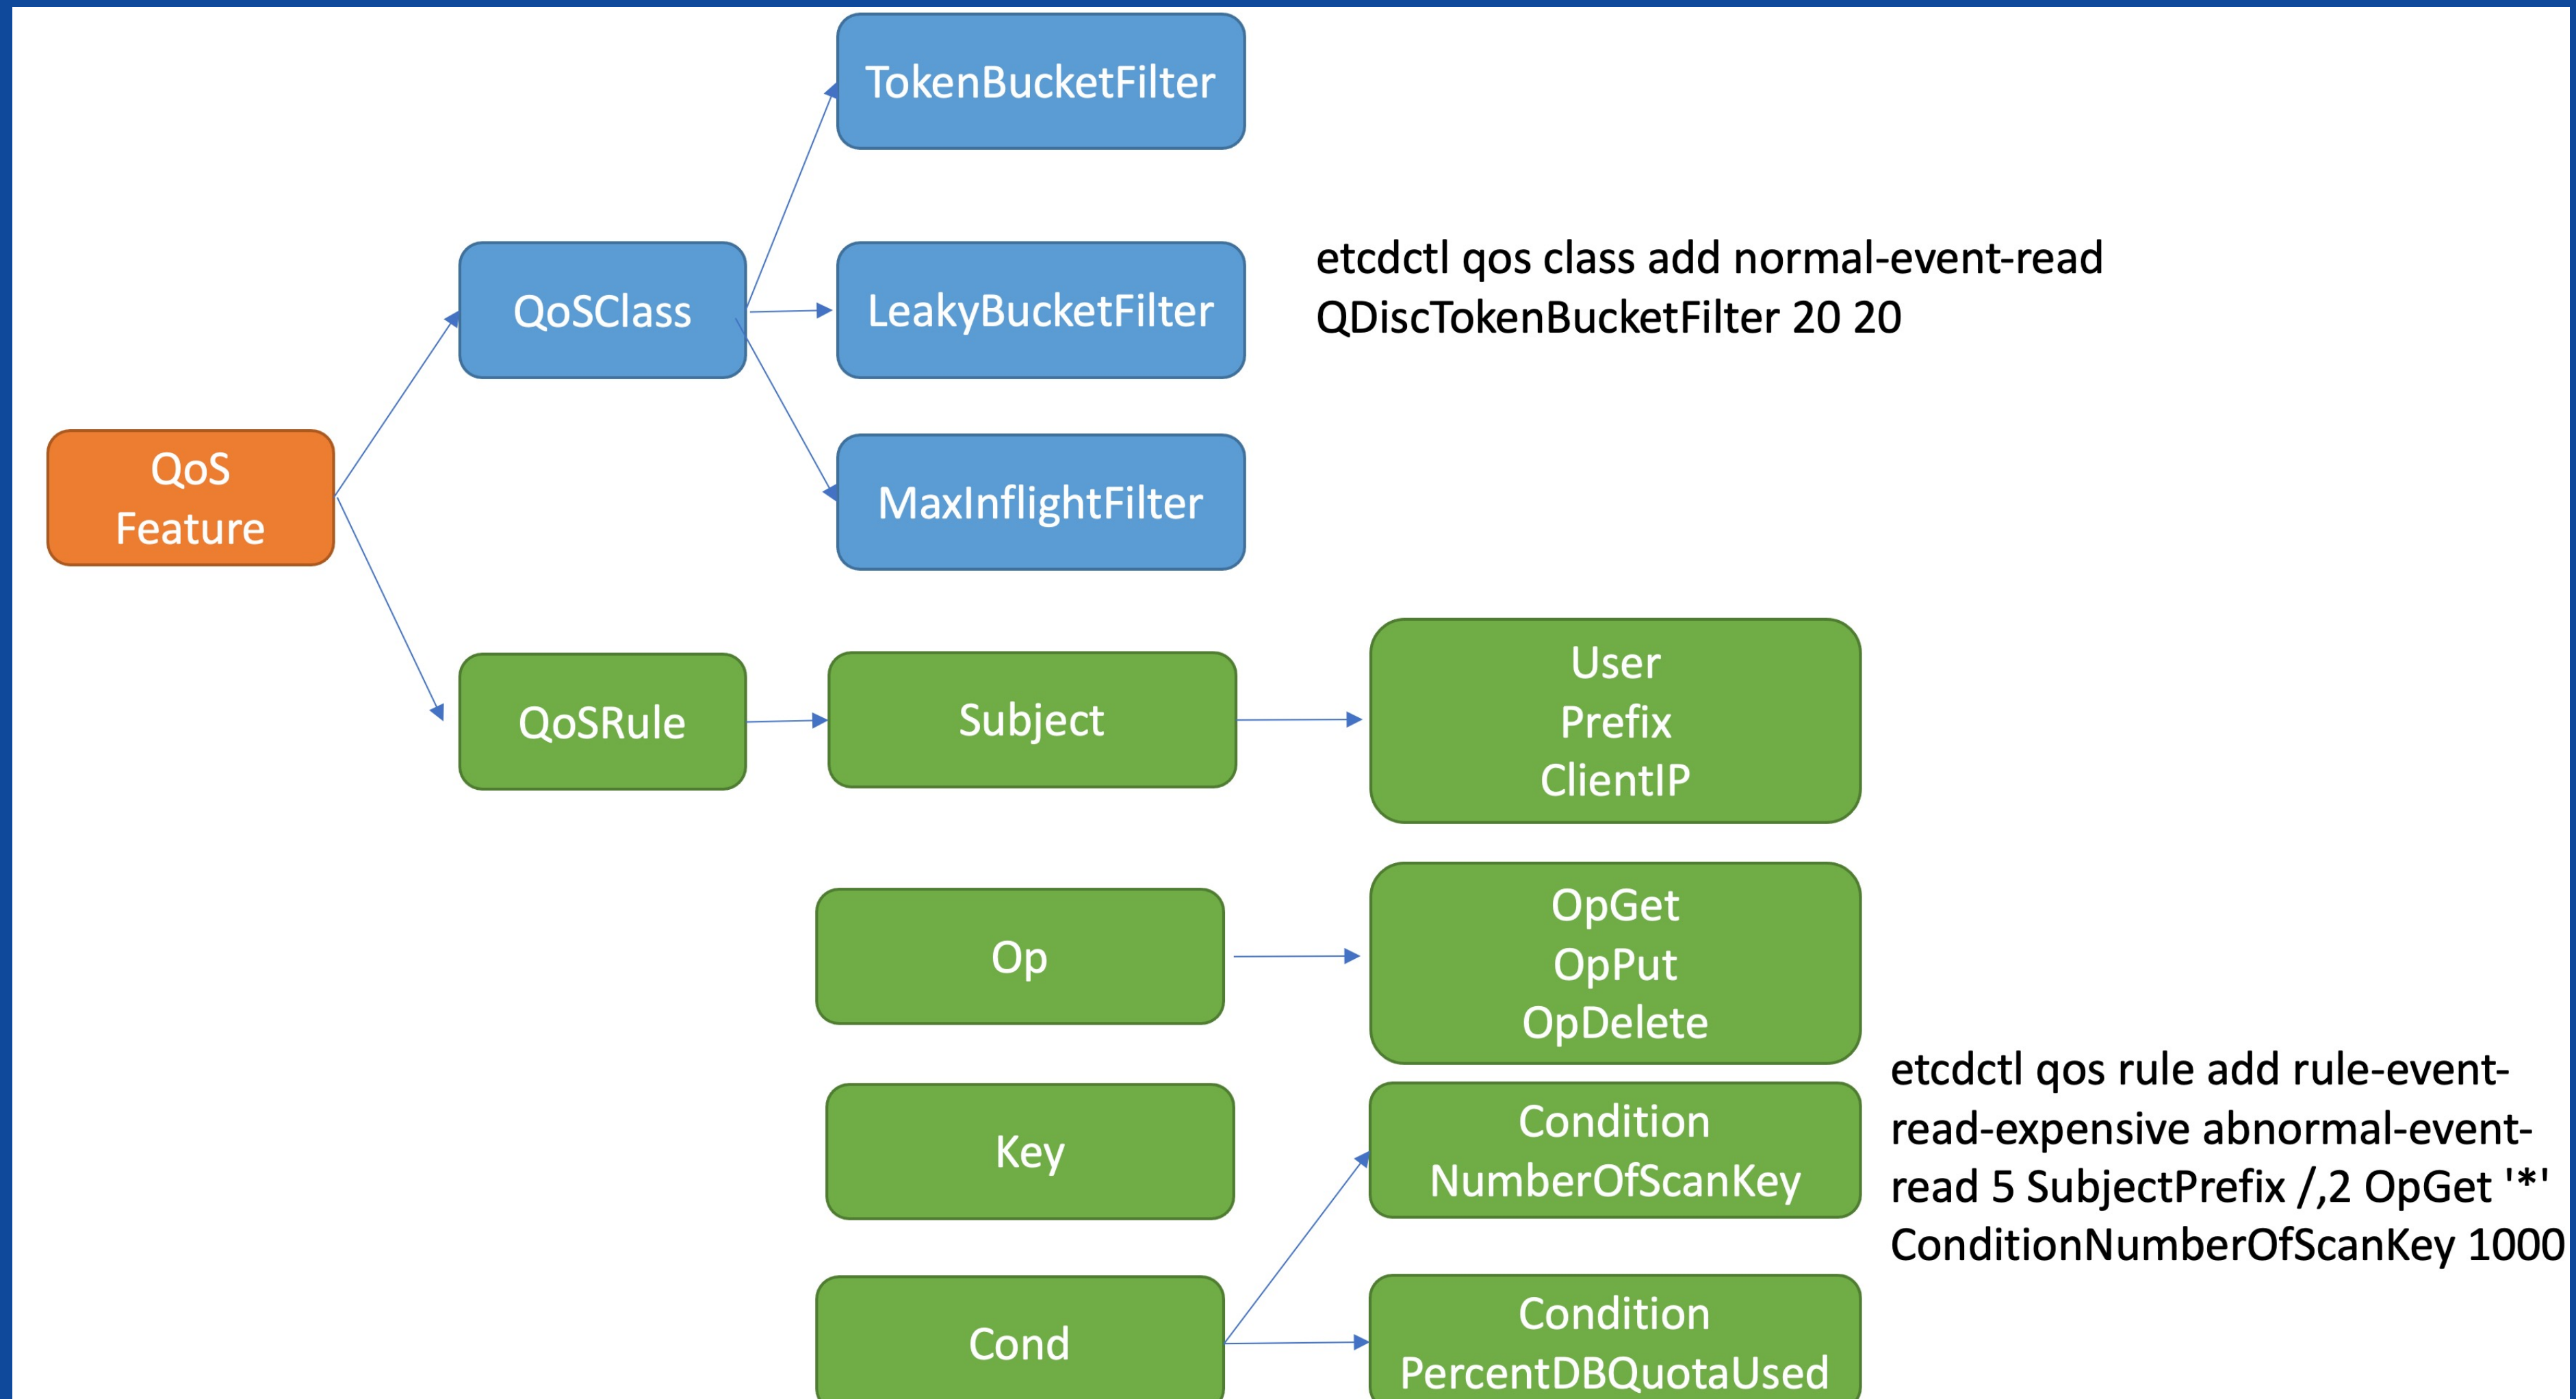 TokenBucketFilter
QoSClass
LeakyBucketFilter
etcdctl qos class add normal-event-read
QDiscTokenBucketFilter 20 20
QoS
Feature
MaxInflightFilter
QoSRule
Subject
User
Prefix
ClientIP
Op
OpGet
OpPut
OpDelete
Key
Condition
NumberOfScanKey
etcdctl qos rule add rule-event-
read-expensive abnormal-event-
read 5 SubjectPrefix /,2 OpGet '*'
ConditionNumberOfScanKey 1000
Cond
Condition
PercentDBQuotaUsed